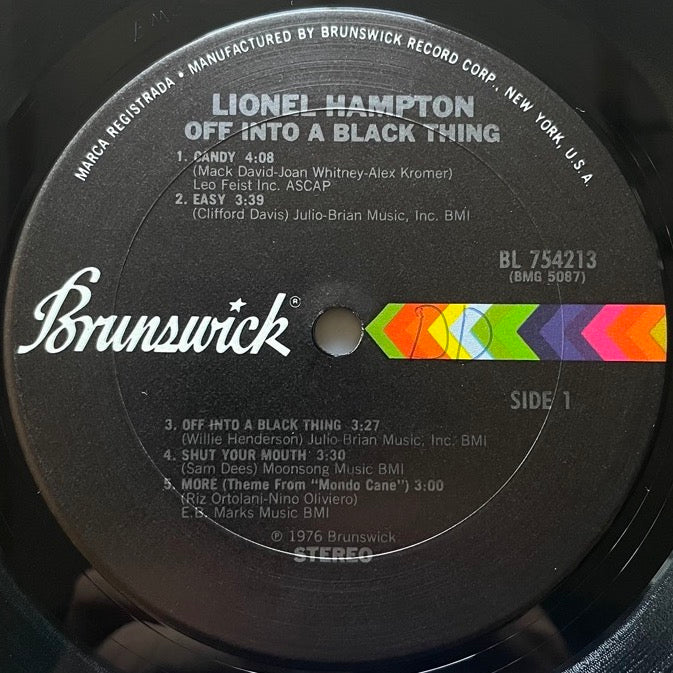 MARCA REGISTRADA • MANUFACTURED BY BRUNSWICK RECORD CORP., NEW YORK, U.S.A.
LIONEL HAMPTON
OFF INTO A BLACK THING
1. CANDY 4:08
(Mack David-Joan Whitney-Alex Kromer)
Leo Feist Inc. ASCAP
2. EASY 3:39
(Clifford Davis) Julio-Brian Music, Inc. BMI
BL 754213
(BMG 5087)
Brunswick®
SIDE 1
3. OFF INTO A BLACK THING 3:27
(Willie Henderson) Julio-Brian Music, Inc. BMI
4. SHUT YOUR MOUTH 3:30
(Sam Dees) Moonsong Music BMI
5. MORE (Theme From "Mondo Cane") 3:00
(Riz Ortolani-Nino Oliviero)
E.B. Marks Music BMI
℗ 1976 Brunswick
STEREO